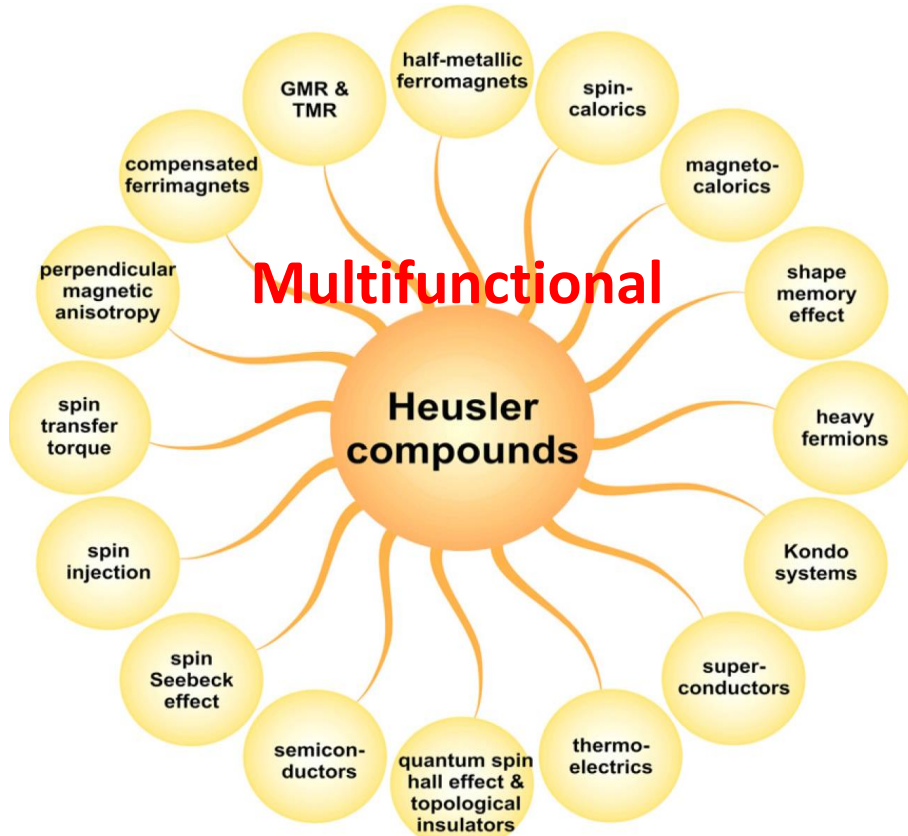 half-metallic
ferromagnets
spin-
calorics
magneto-
calorics
shape
memory
effect
heavy
fermions
Kondo
systems
super-
conductors
thermo-
electrics
quantum spin
hall effect &
topological
insulators
semicon-
ductors
spin
Seebeck
effect
spin
injection
spin
transfer
torque
perpendicular
magnetic
anisotropy
compensated
ferrimagnets
GMR &
TMR
Multifunctional
Heusler
compounds